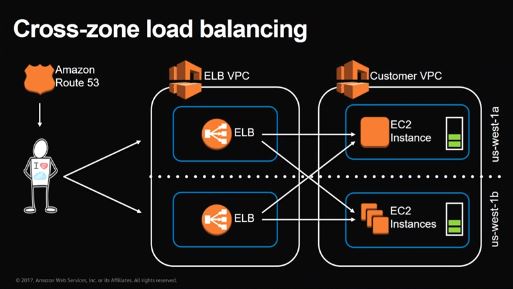 Cross-zone load balancing
Amazon
Route 53
ELB VPC
Customer VPC
ELB
EC2
Instance
us-west-1a
ELB
EC2
Instances
us-west-1b
I
© 2017, Amazon Web Services, Inc. or its Affiliates. All rights reserved.